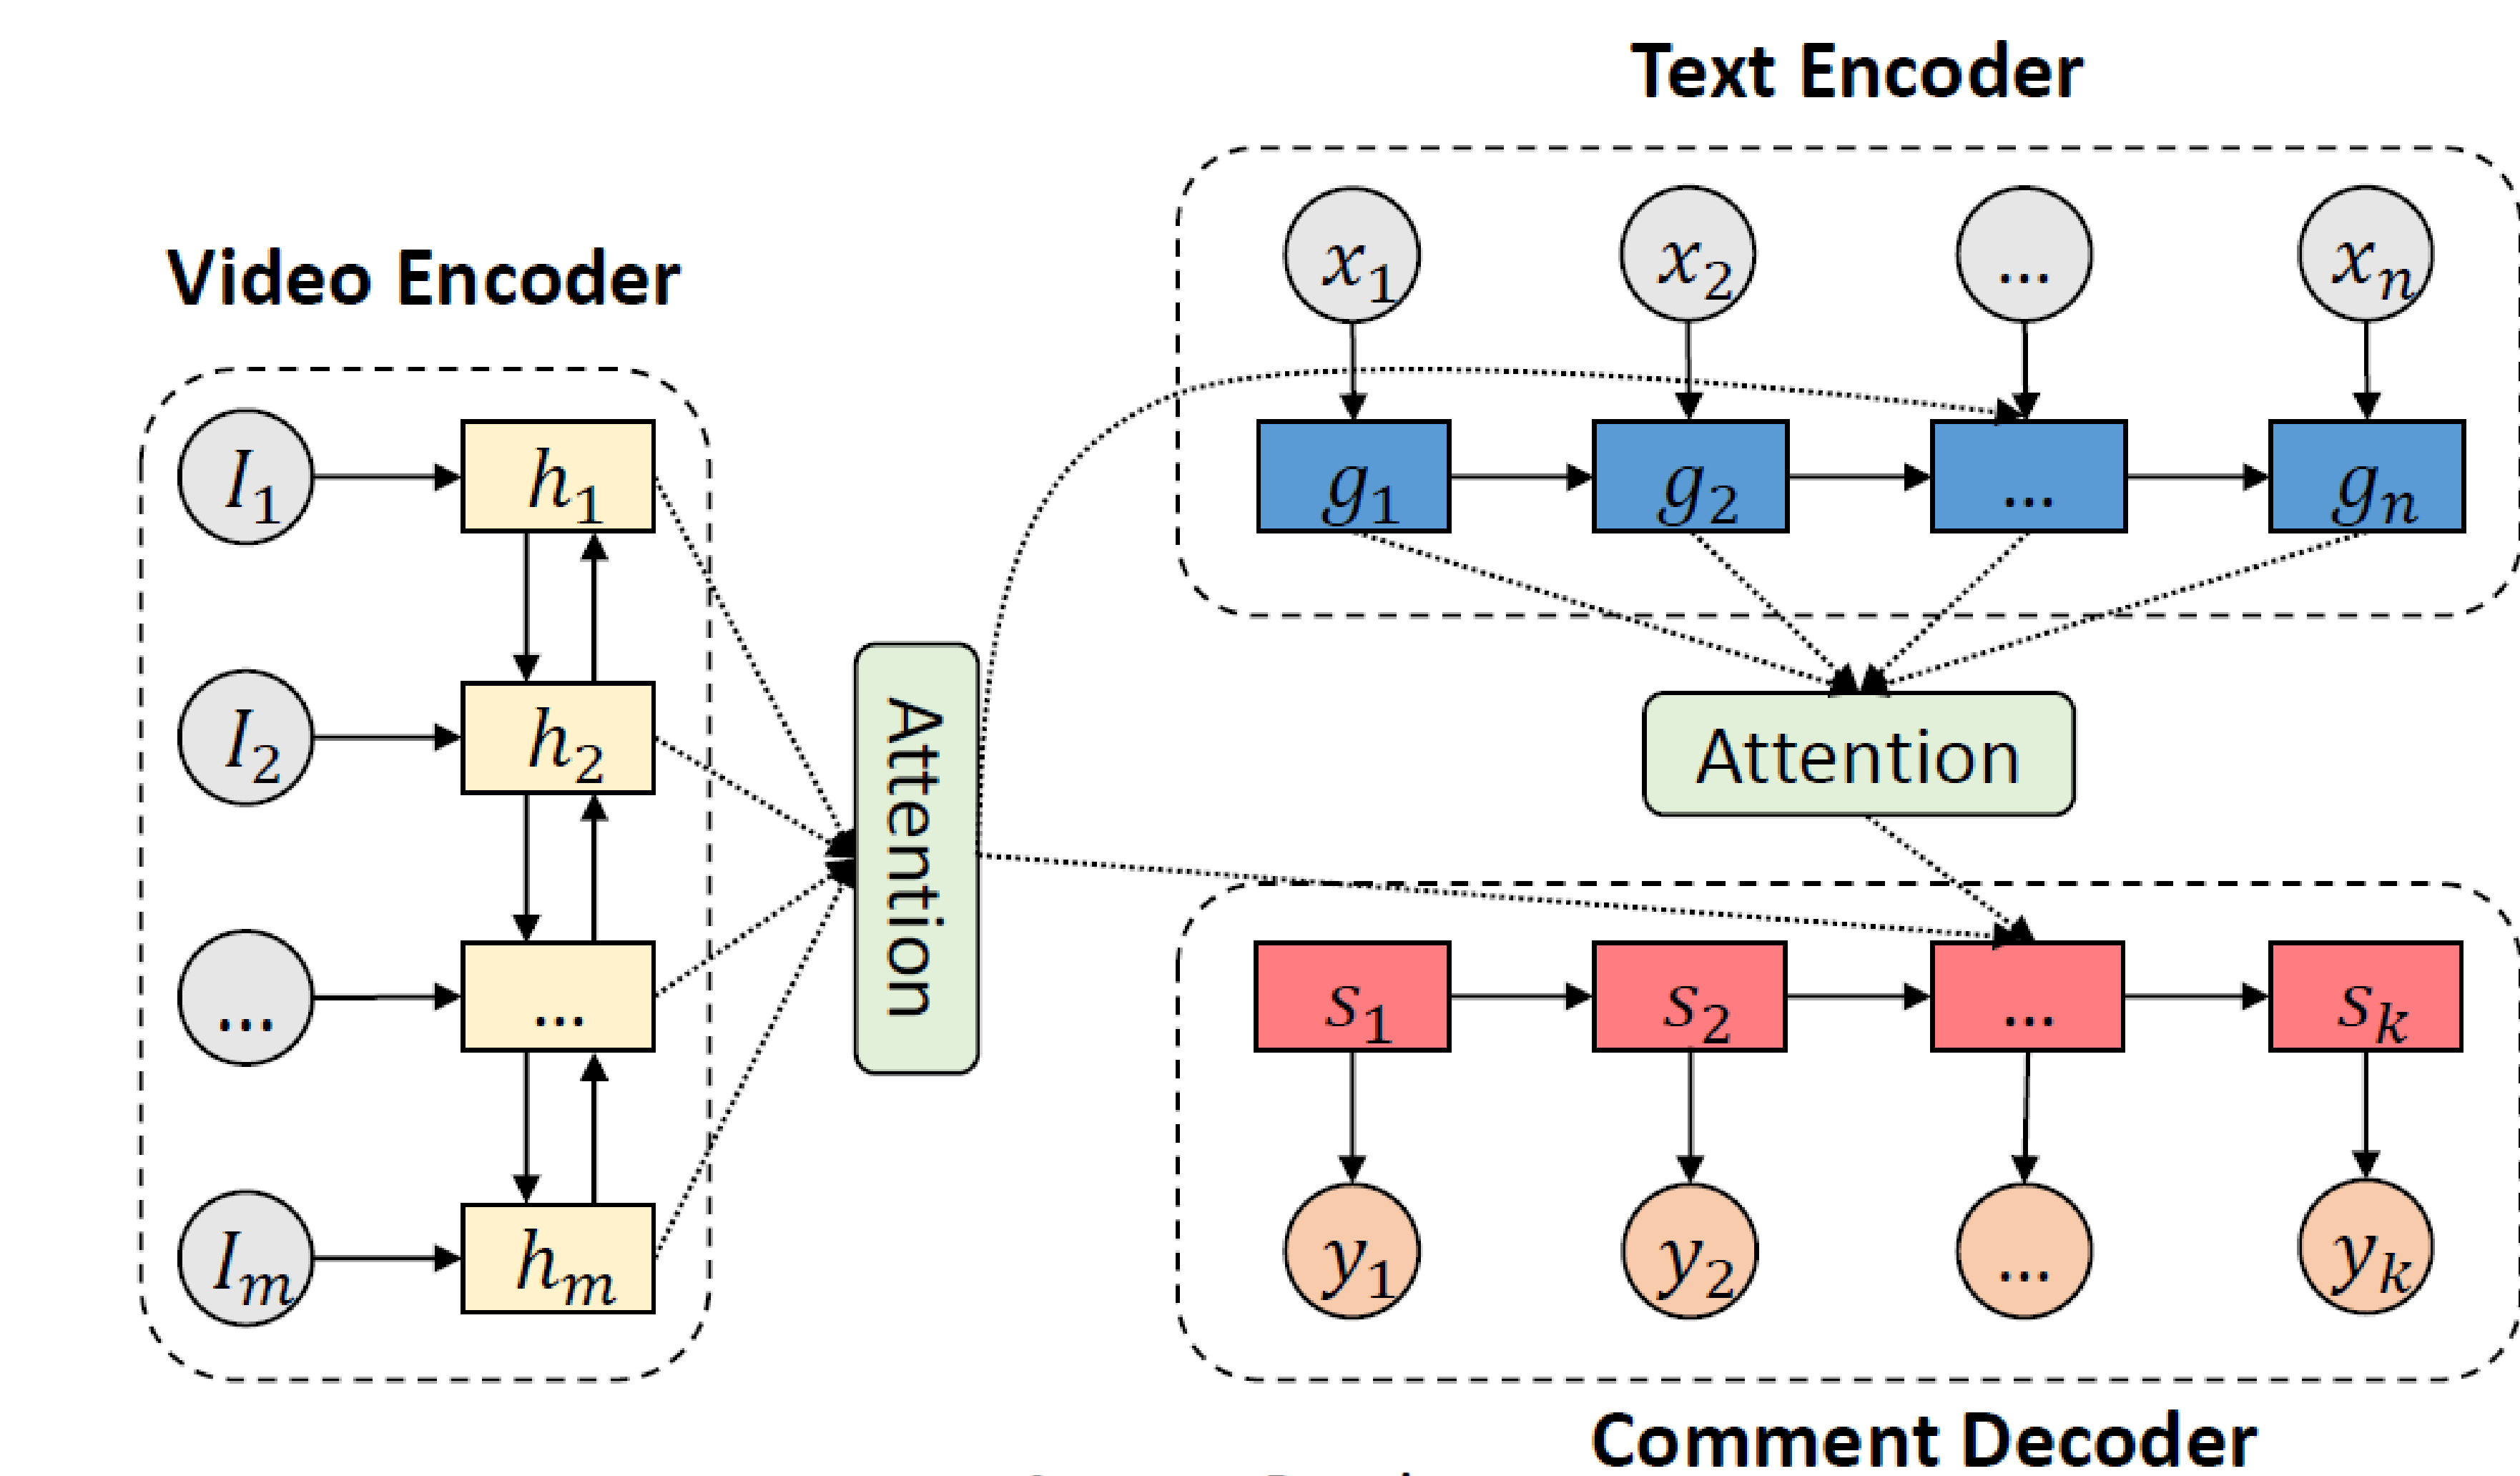 Text Encoder
x1 x2 ... xn
Video Encoder
I1 h1 g1 g2 ... gn
I2 h2
Attention
Attention
... ...
s1 s2 ... sk
Im hm
y1 y2 ... yk
Comment Decoder